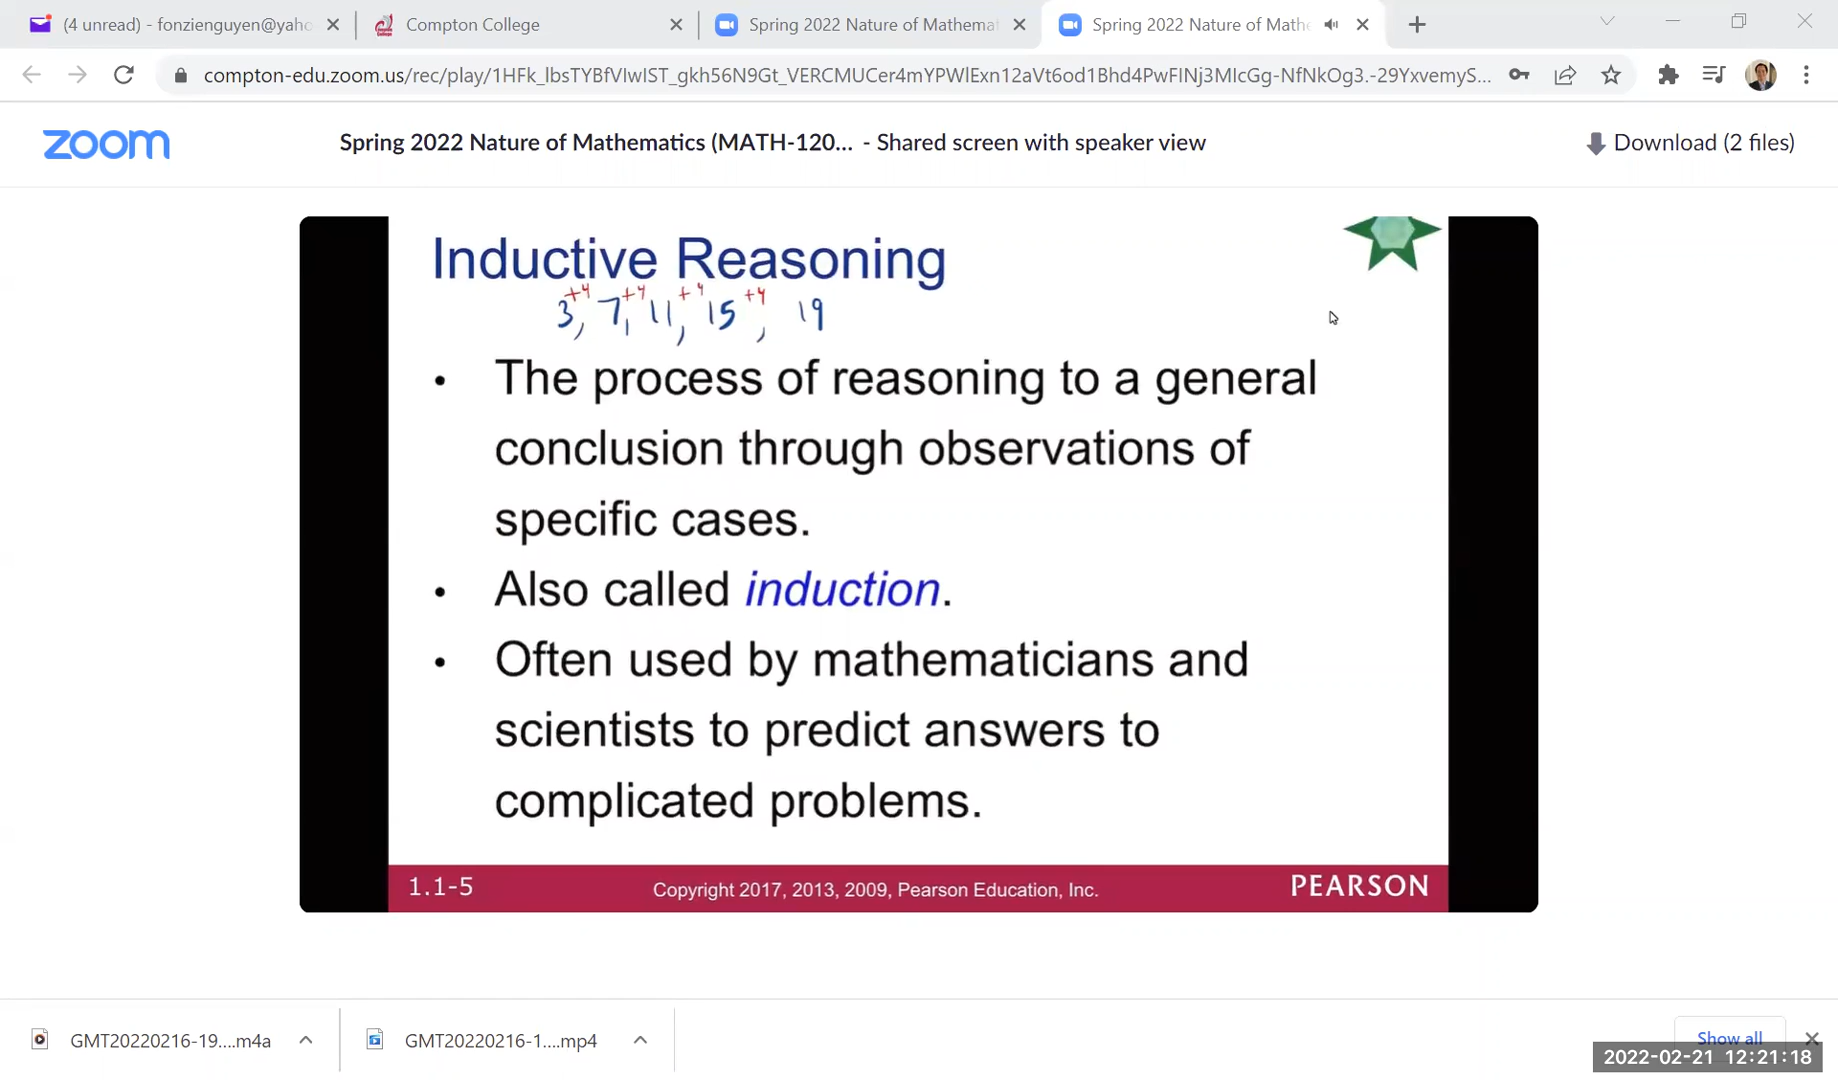 (4 unread) - fonzienguyen@yaho
Compton College
Spring 2022 Nature of Mathemat
Spring 2022 Nature of Mathe
compton-edu.zoom.us/rec/play/1HFk_lbsTYBfVIwIST_gkh56N9Gt_VERCMUCer4mYPWlExn12aVt6od1Bhd4PwFINj3MIcGg-NfNkOg3.-29YxvemyS...
zoom
Spring 2022 Nature of Mathematics (MATH-120... - Shared screen with speaker view
Download (2 files)
Inductive Reasoning
+4 +4 +4 +4
3, 7, 11, 15, 19
• The process of reasoning to a general
conclusion through observations of
specific cases.
• Also called induction.
• Often used by mathematicians and
scientists to predict answers to
complicated problems.
1.1-5
Copyright 2017, 2013, 2009, Pearson Education, Inc.
PEARSON
GMT20220216-19....m4a
GMT20220216-1....mp4
Show all
2022-02-21 12:21:18